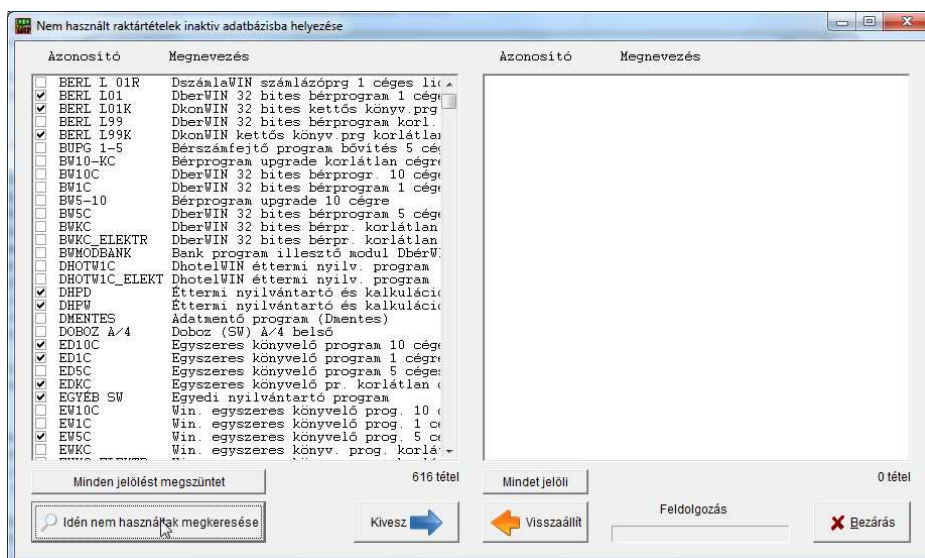 Nem használt raktártételek inaktiv adatbázisba helyezése
Azonosító Megnevezés Azonosító Megnevezés
BERL L 01R DszámlaWIN számlázóprg 1 céges lic
BERL L01 DberWIN 32 bites bérprogram 1 cége
BERL L01K DkonWIN 32 bites kettős könyv.prg
BERL L99 DberWIN 32 bites bérprogram korl.
BERL L99K DkonWIN kettős könyv.prg korlátlan
BUPG 1-5 Bérszámfejtő program bővítés 5 cég
BW10-KC Bérprogram upgrade korlátlan cégre
BW10C DberWIN 32 bites bérprogr. 10 cége
BW1C DberWIN 32 bites bérprogram 1 cége
BW5-10 Bérprogram upgrade 10 cégre
BW5C DberWIN 32 bites bérprogram 5 cége
BWKC DberWIN 32 bites bérpr. korlátlan
BWKC_ELEKTR DberWIN 32 bites bérpr. korlátlan
BWMODBANK Bank program illesztő modul DbérW
DHOTW1C DhotelWIN éttermi nyilv. program
DHOTW1C_ELEKT DhotelWIN éttermi nyilv. program
DHPD Éttermi nyilvántartó és kalkuláció
DHPW Éttermi nyilvántartó és kalkuláció
DMENTES Adatmentő program (Dmentes)
DOBOZ A/4 Doboz (SW) A/4 belső
ED10C Egyszeres könyvelő program 10 cége
ED1C Egyszeres könyvelő program 1 cégre
ED5C Egyszeres könyvelő program 5 céges
EDKC Egyszeres könyvelő pr. korlátlan c
EGYÉB SW Egyedi nyilvántartó program
EW10C Win. egyszeres könyvelő prog. 10 c
EW1C Win. egyszeres könyvelő prog. 1 cé
EW5C Win. egyszeres könyvelő prog. 5 cé
EWKC Win. egyszeres könyv. prog. korlá
Minden jelölést megszüntet 616 tétel Mindet jelöli 0 tétel
Idén nem használtak megkeresése Kivesz Visszaállít Feldolgozás Bezárás